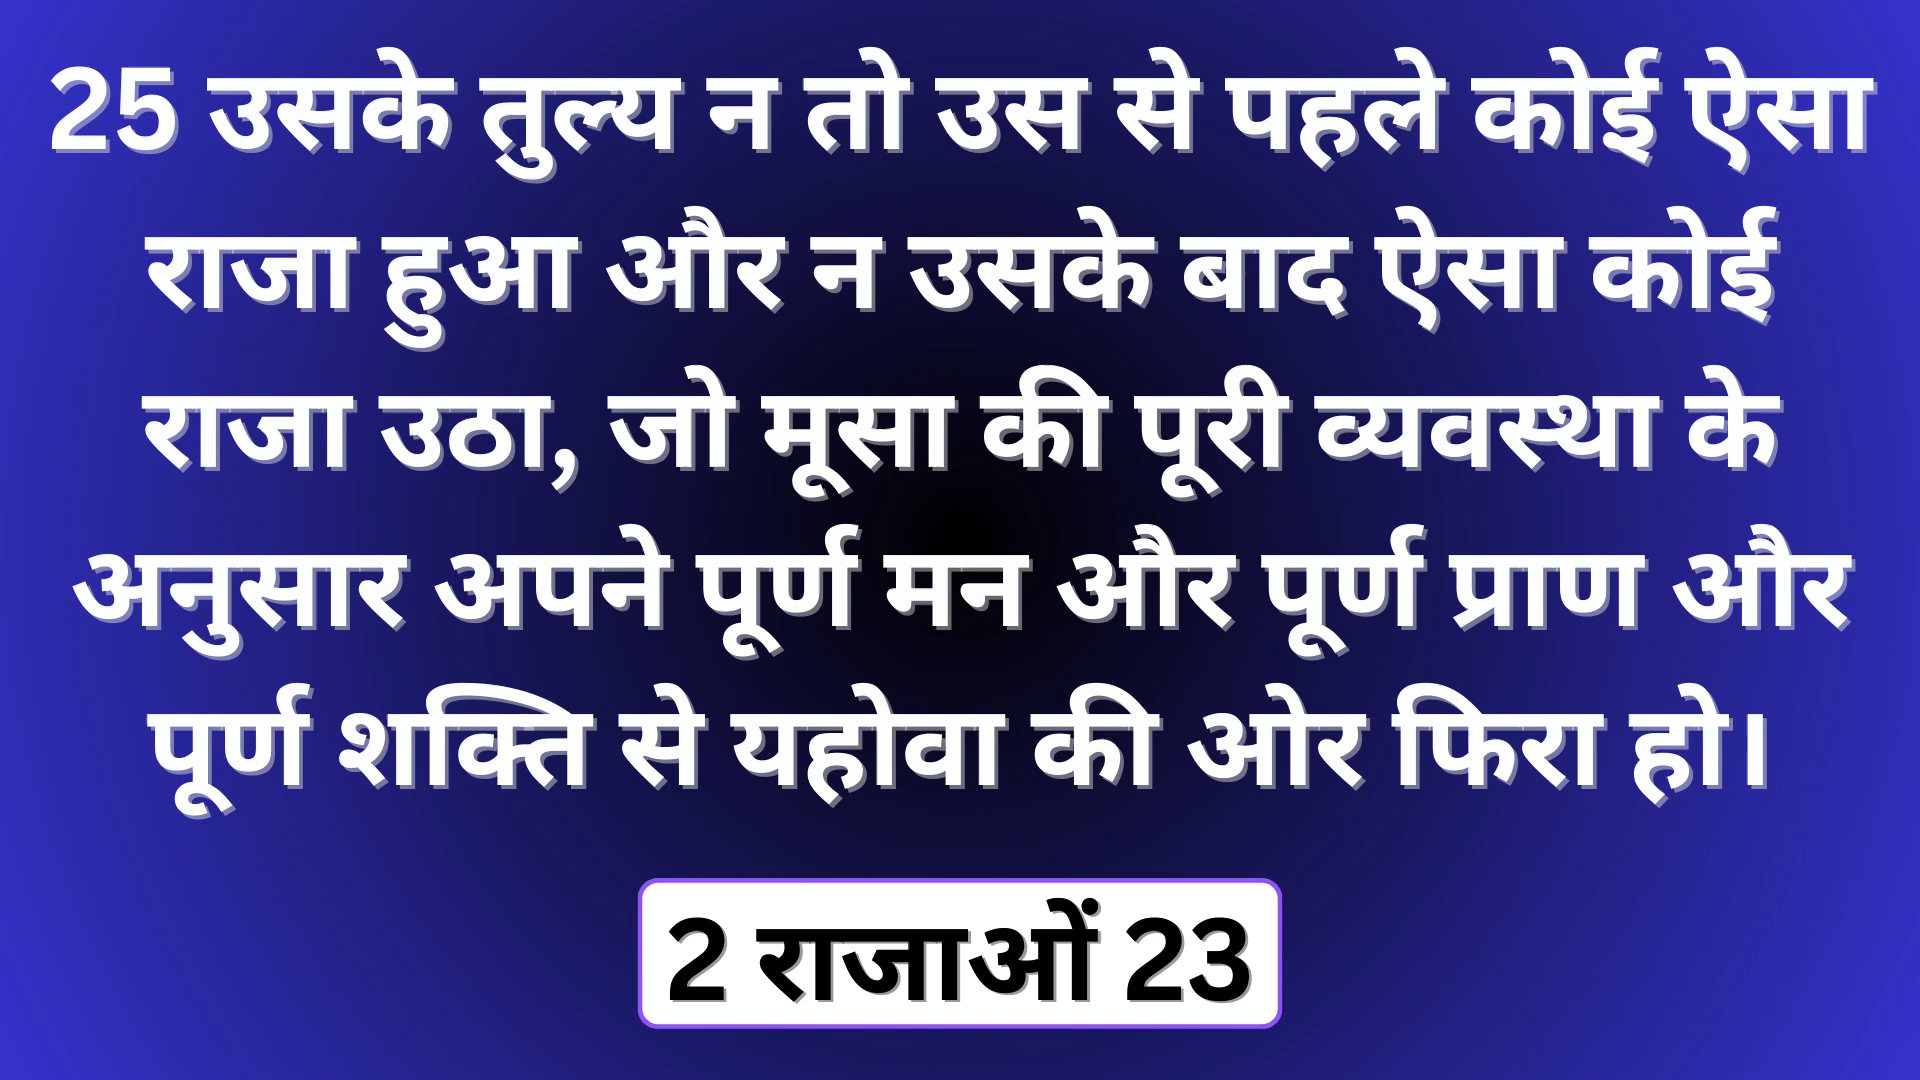 25 उसके तुल्य न तो उस से पहले कोई ऐसा
राजा हुआ और न उसके बाद ऐसा कोई
राजा उठा, जो मूसा की पूरी व्यवस्था के
अनुसार अपने पूर्ण मन और पूर्ण प्राण और
पूर्ण शक्ति से यहोवा की ओर फिरा हो।
2 राजाओं 23